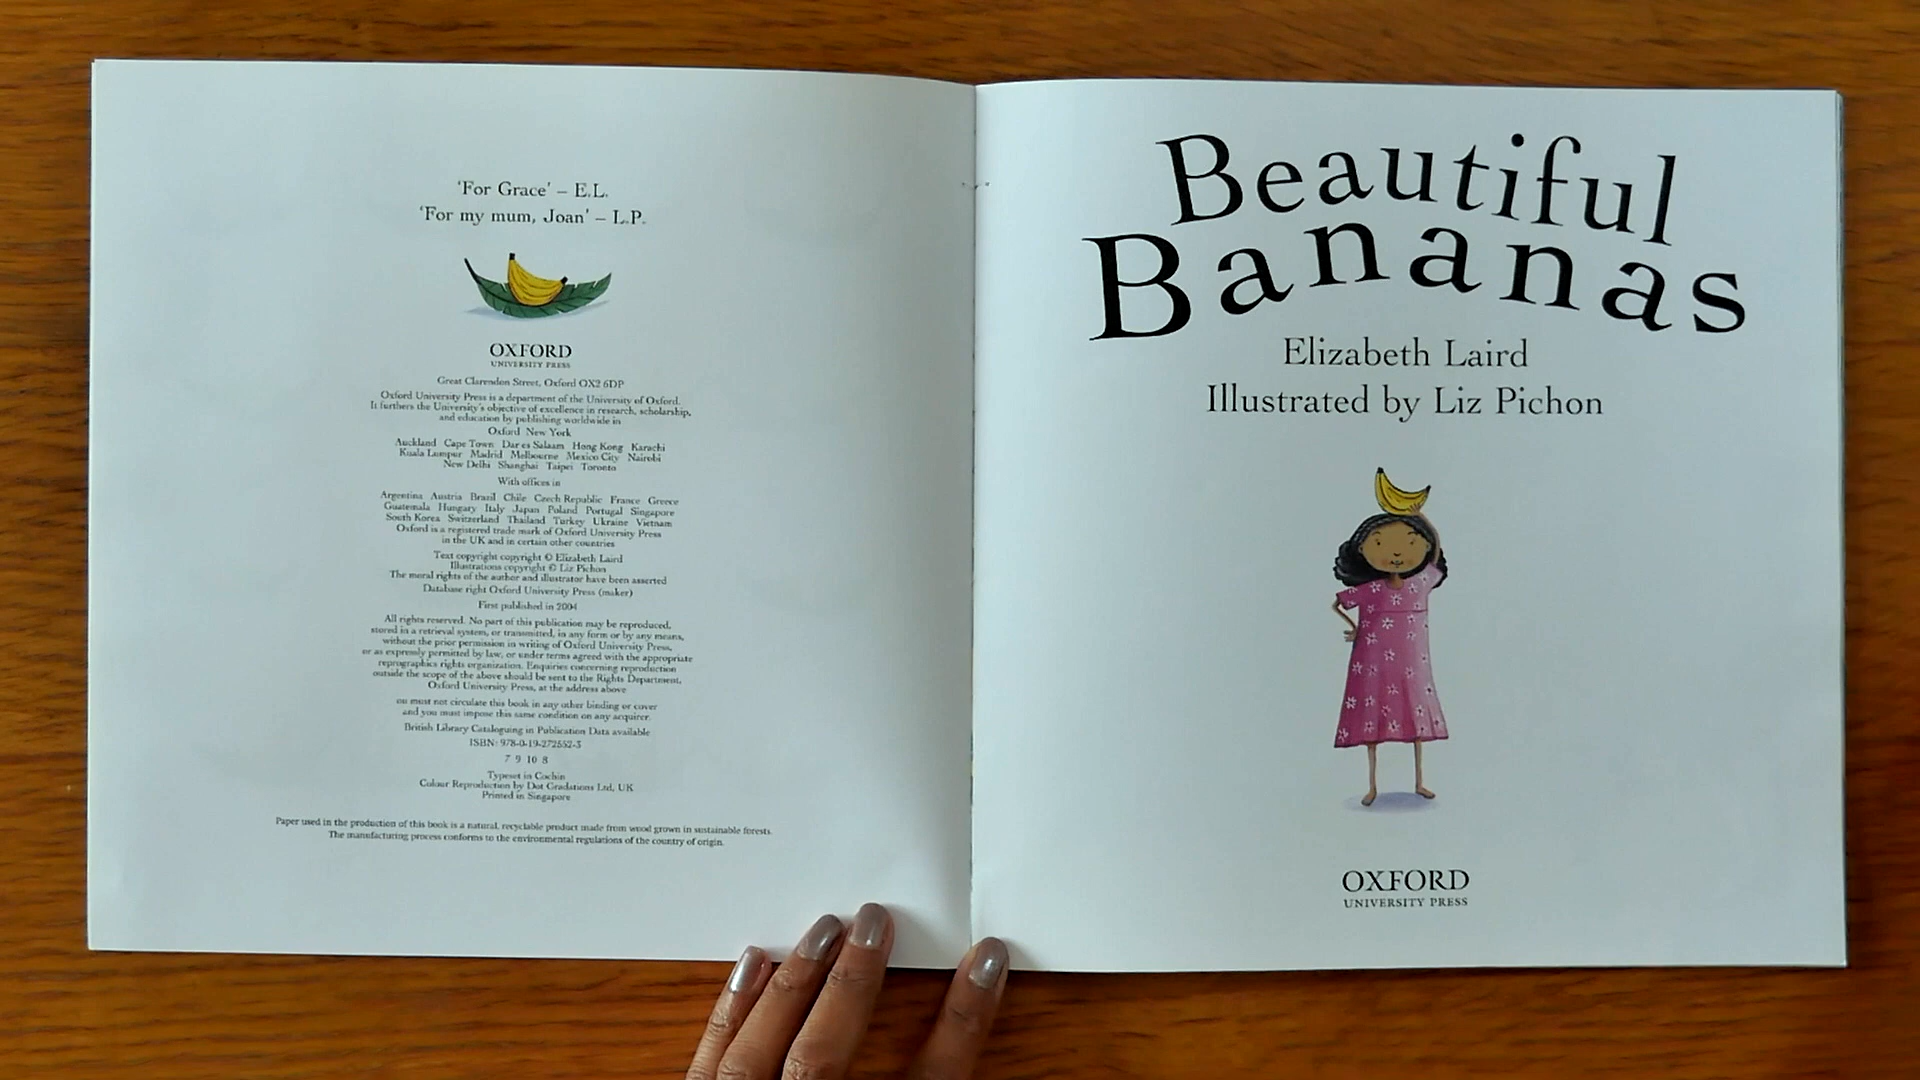 'For Grace' – E.L.
'For my mum, Joan' – L.P.
OXFORD
UNIVERSITY PRESS
Great Clarendon Street, Oxford OX2 6DP
Oxford University Press is a department of the University of Oxford.
It furthers the University's objective of excellence in research, scholarship,
and education by publishing worldwide in
Oxford New York
Auckland Cape Town Dar es Salaam Hong Kong Karachi
Kuala Lumpur Madrid Melbourne Mexico City Nairobi
New Delhi Shanghai Taipei Toronto
With offices in
Argentina Austria Brazil Chile Czech Republic France Greece
Guatemala Hungary Italy Japan Poland Portugal Singapore
South Korea Switzerland Thailand Turkey Ukraine Vietnam
Oxford is a registered trade mark of Oxford University Press
in the UK and in certain other countries
Text copyright copyright © Elizabeth Laird
Illustrations copyright © Liz Pichon
The moral rights of the author and illustrator have been asserted
Database right Oxford University Press (maker)
First published in 2004
All rights reserved. No part of this publication may be reproduced,
stored in a retrieval system, or transmitted, in any form or by any means,
without the prior permission in writing of Oxford University Press,
or as expressly permitted by law, or under terms agreed with the appropriate
reprographics rights organization. Enquiries concerning reproduction
outside the scope of the above should be sent to the Rights Department,
Oxford University Press, at the address above
ou must not circulate this book in any other binding or cover
and you must impose this same condition on any acquirer.
British Library Cataloguing in Publication Data available
ISBN: 978-0-19-272552-3
7 9 10 8
Typeset in Cochin
Colour Reproduction by Dot Gradations Ltd, UK
Printed in Singapore
Paper used in the production of this book is a natural, recyclable product made from wood grown in sustainable forests.
The manufacturing process conforms to the environmental regulations of the country of origin.
Beautiful
Bananas
Elizabeth Laird
Illustrated by Liz Pichon
OXFORD
UNIVERSITY PRESS